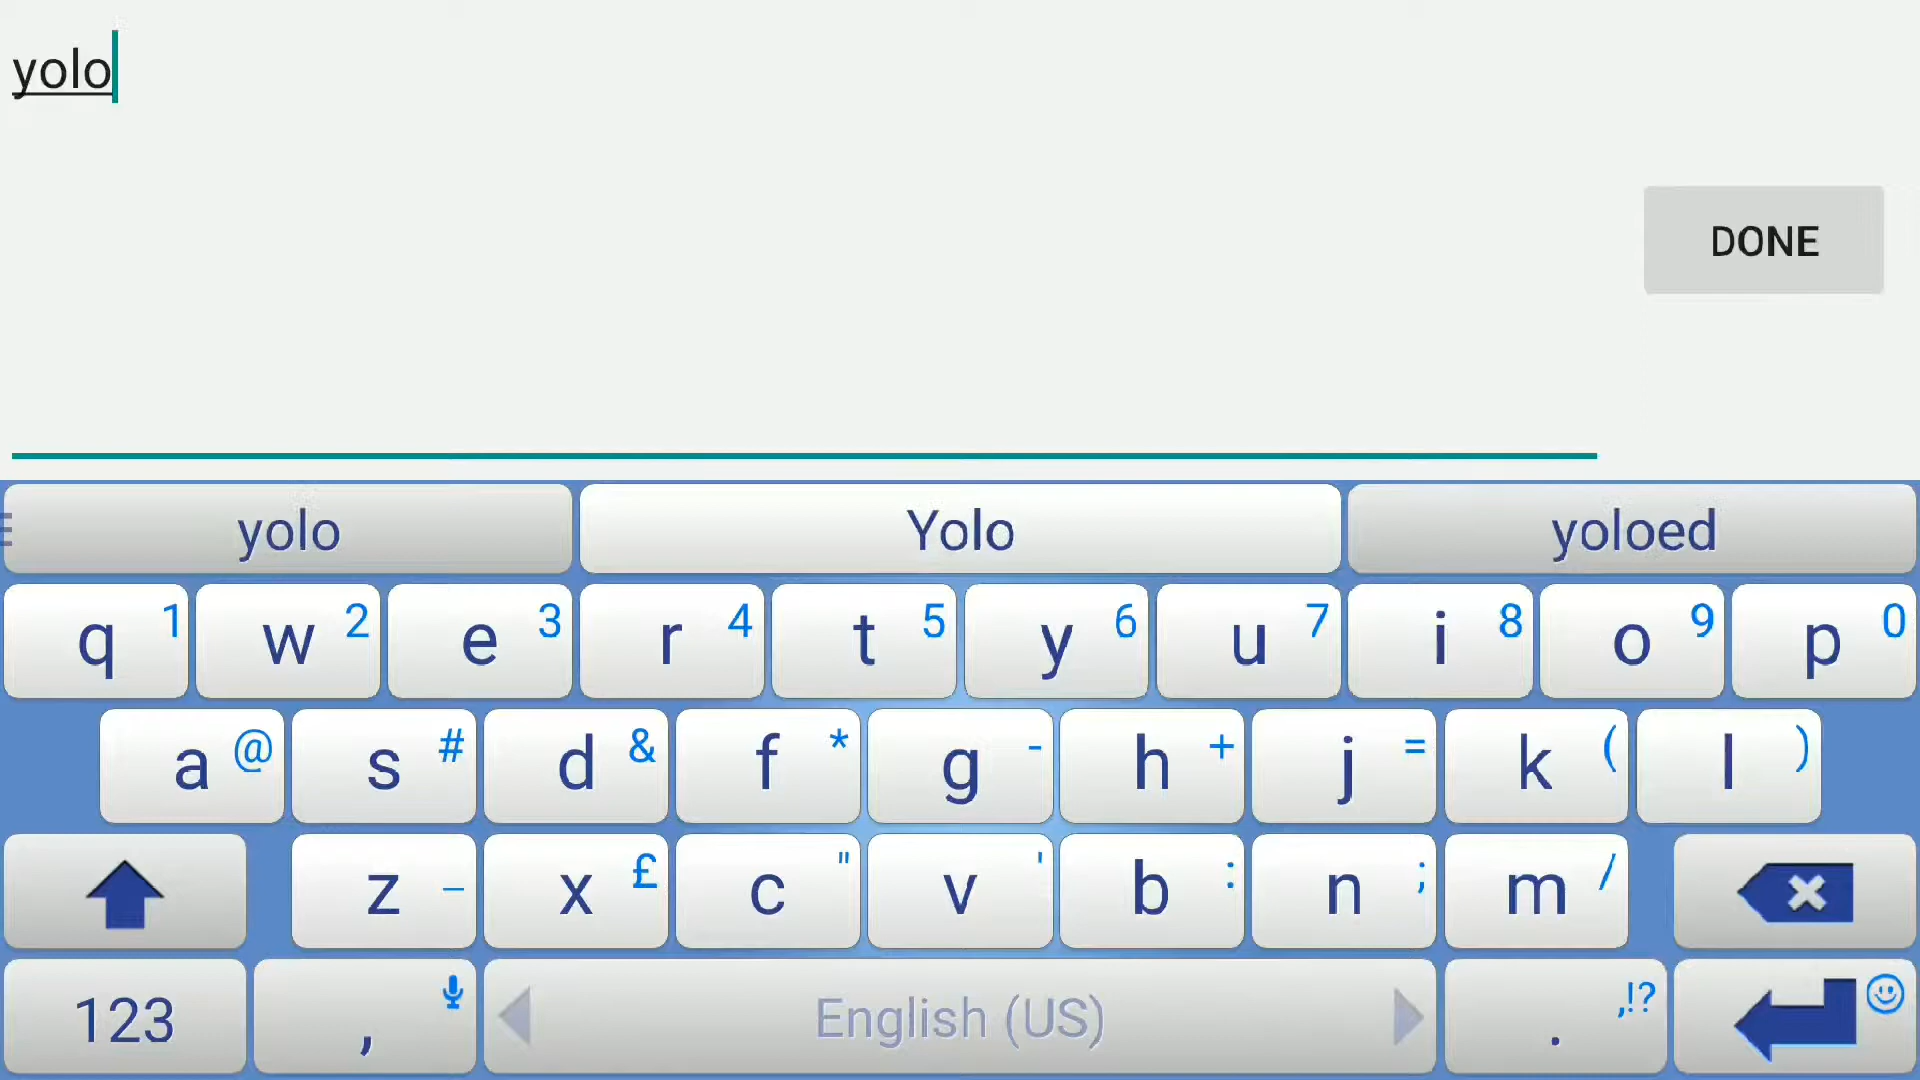 yolo
DONE
yolo Yolo yoloed
q 1 w 2 e 3 r 4 t 5 y 6 u 7 i 8 o 9 p 0
a @ s # d & f * g - h + j = k ( l )
z _ x £ c " v ' b : n ; m /
123 , English (US) . ,!?